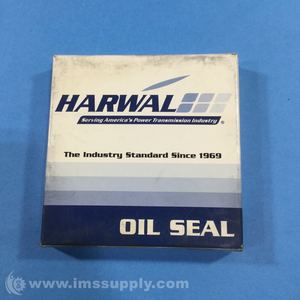 HARWAL
Serving America's Power Transmission Industry
®
The Industry Standard Since 1969
OIL SEAL
© www.imssupply.com